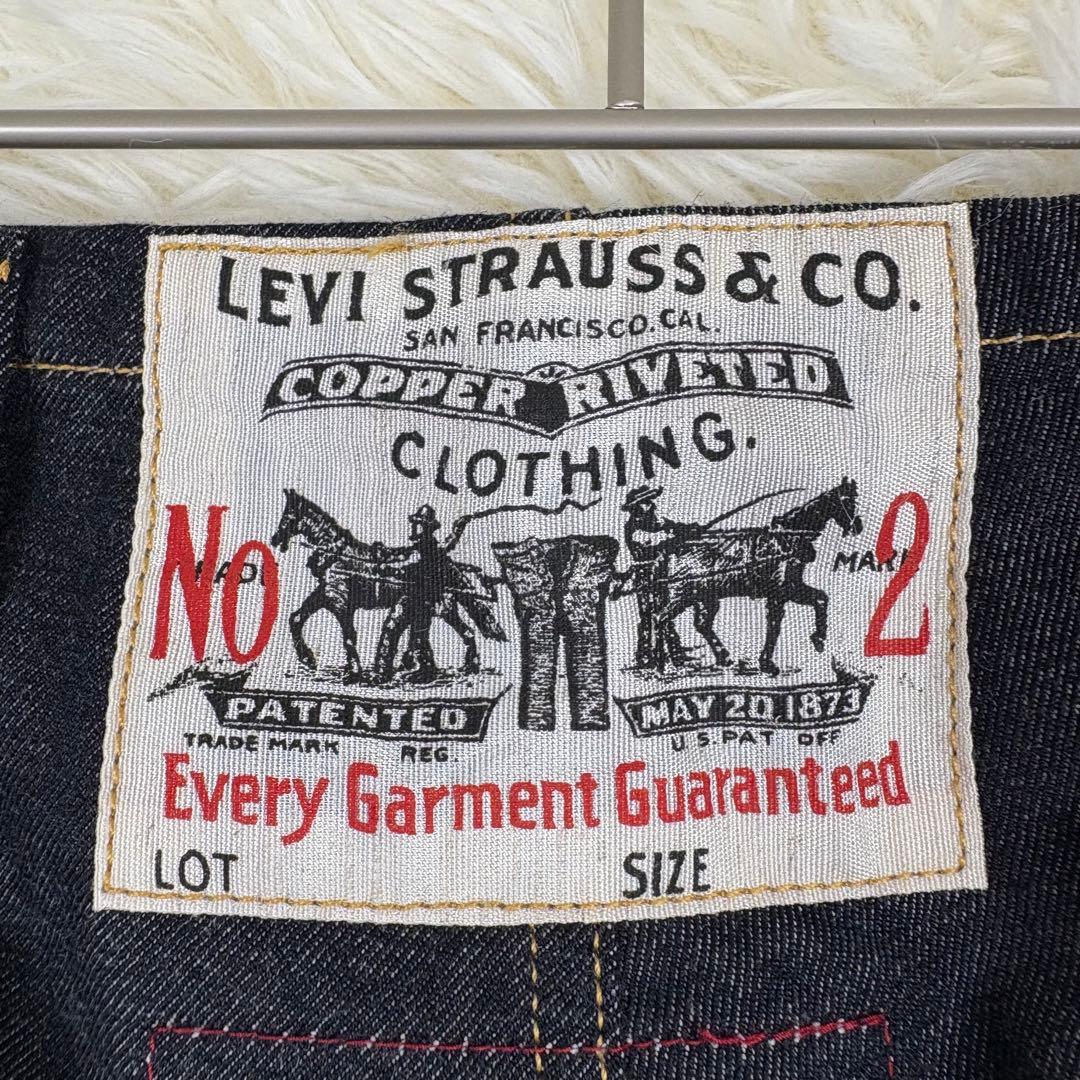 LEVI STRAUSS & CO.
SAN FRANCISCO. CAL.
COPPER RIVETED
CLOTHING.
No 2
MARK
PATENTED MAY 20 1873
TRADE MARK REG. U.S. PAT OFF
Every Garment Guaranteed
LOT SIZE